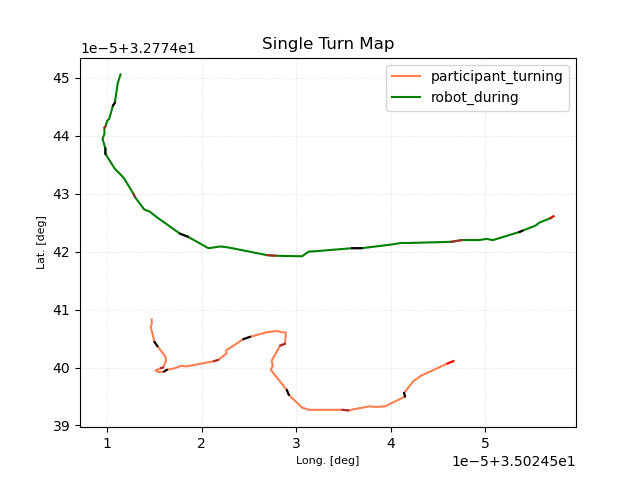 Single Turn Map
1e-5+3.2774e1
participant_turning
robot_during
45
44
43
42
41
40
39
Lat. [deg]
1
2
3
4
5
Long. [deg]
1e-5+3.50245e1